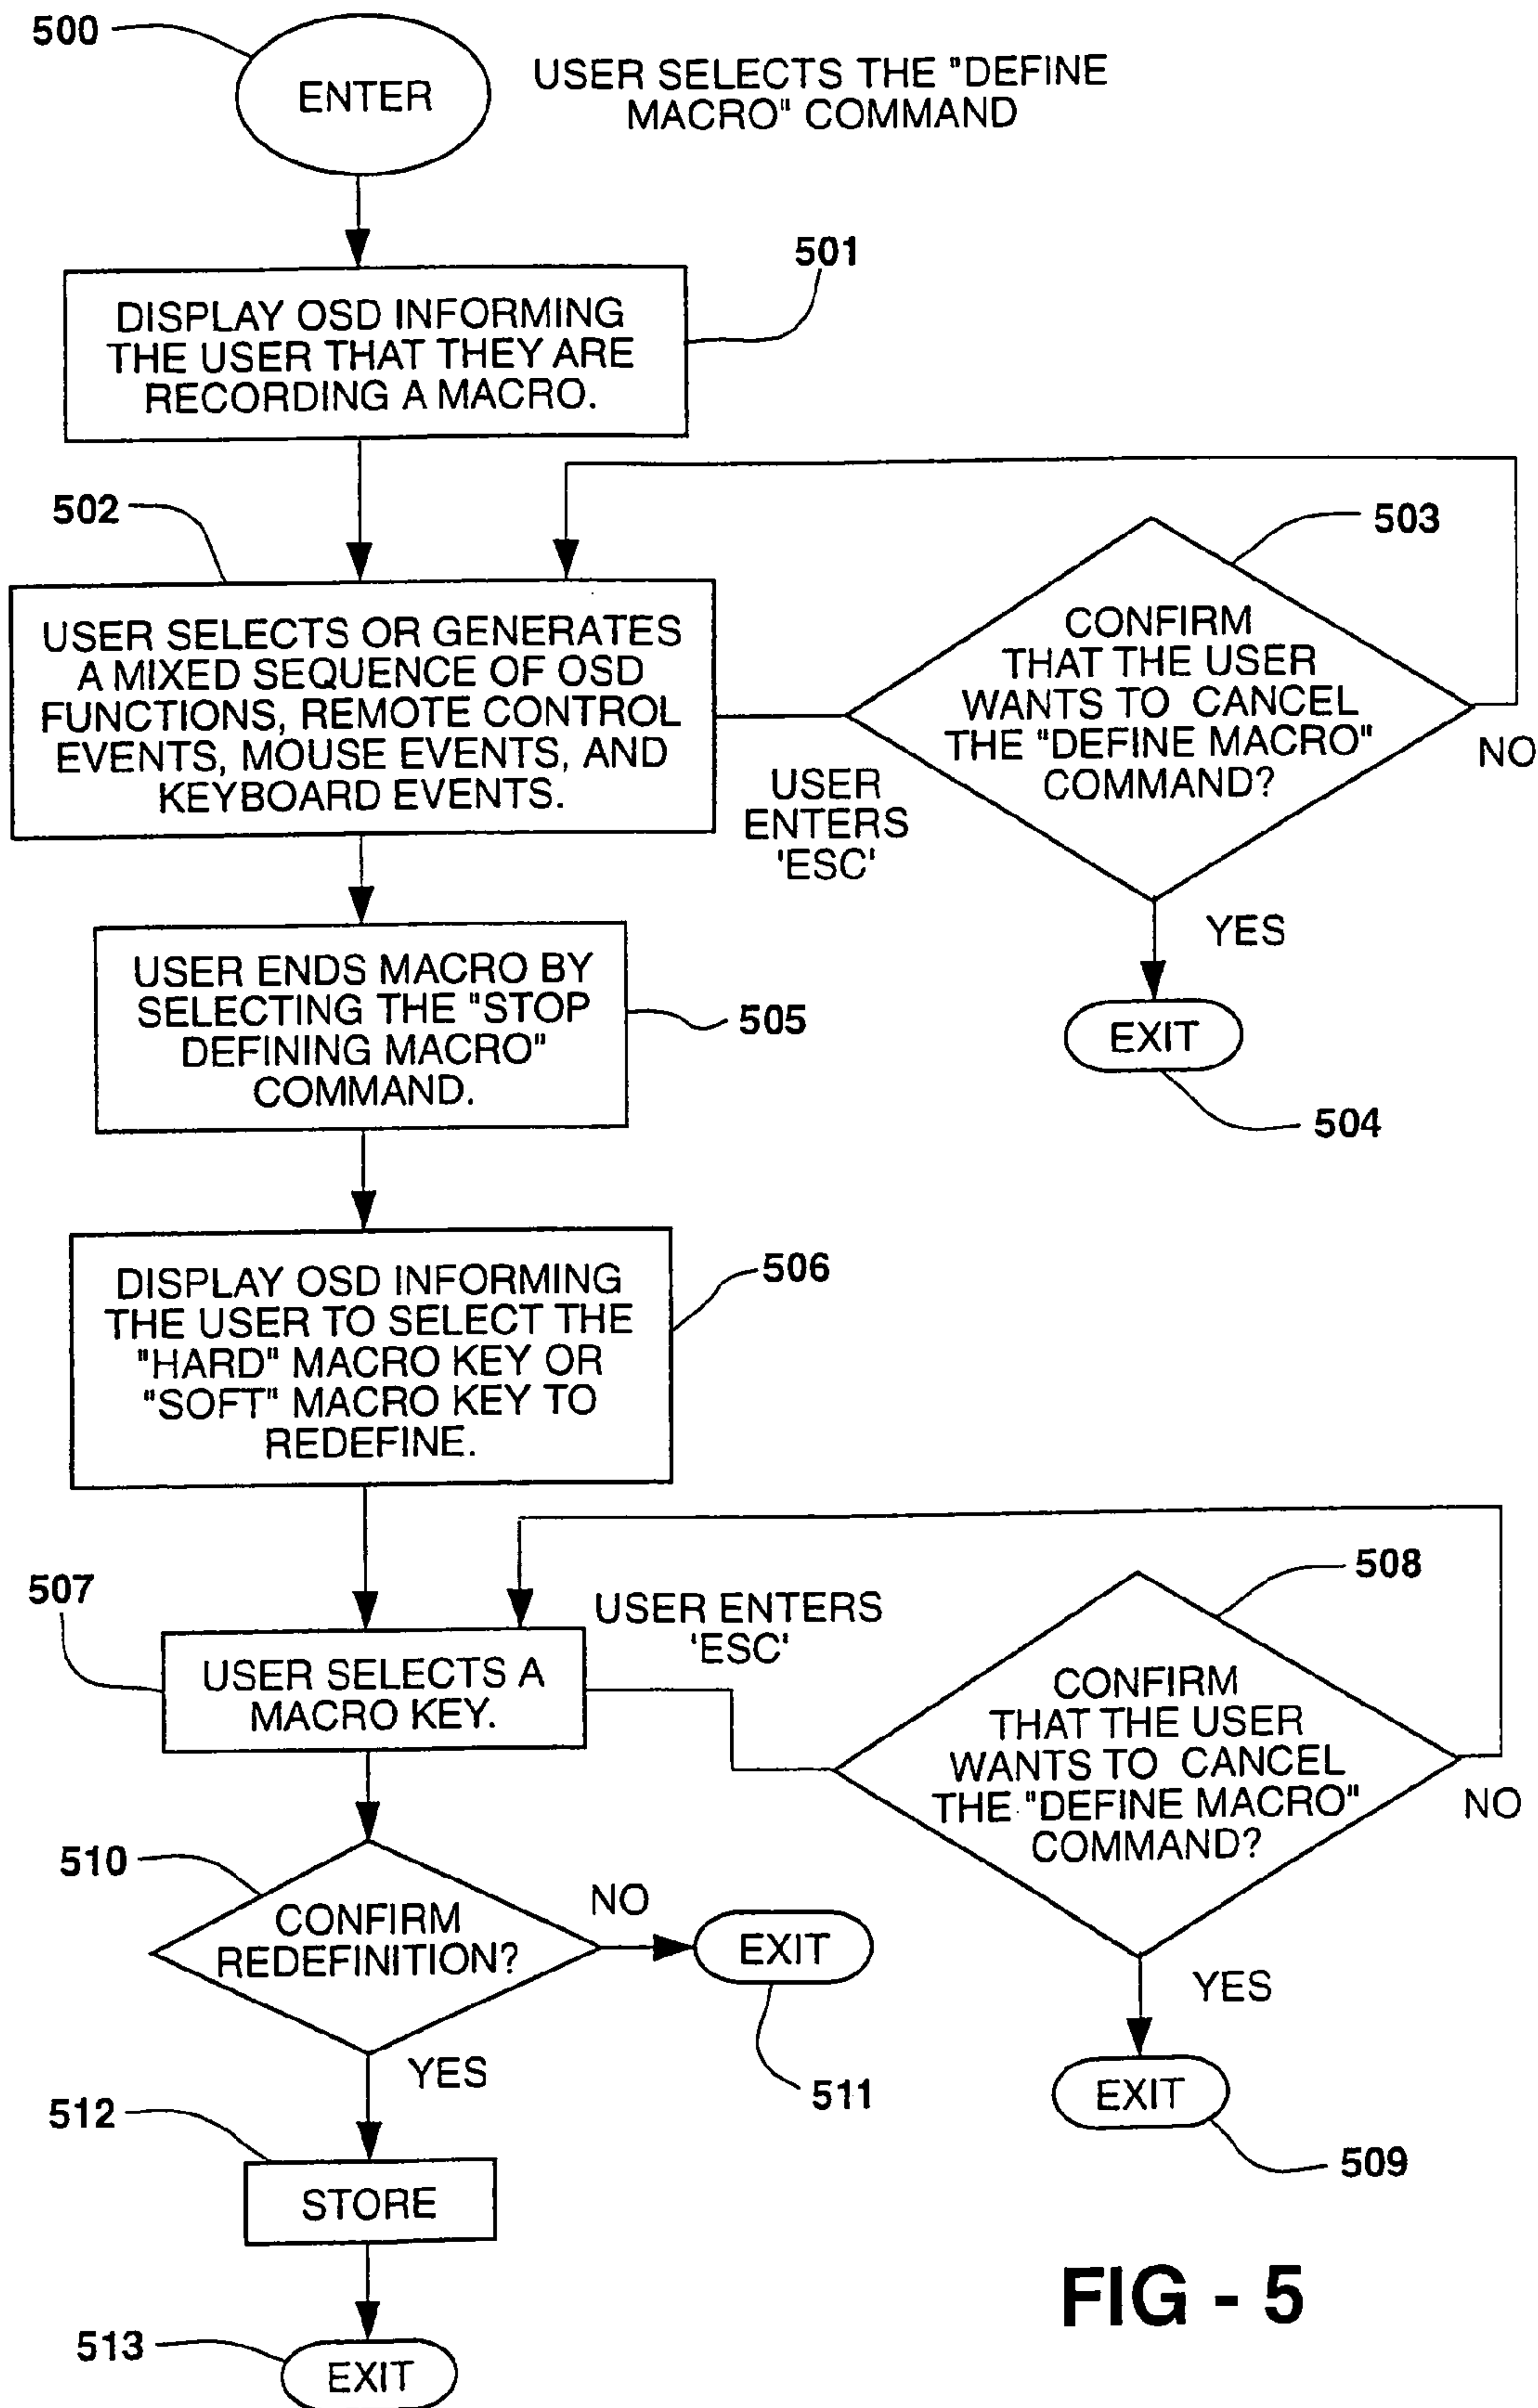 500
ENTER
USER SELECTS THE "DEFINE
MACRO" COMMAND
501
DISPLAY OSD INFORMING
THE USER THAT THEY ARE
RECORDING A MACRO.
502
503
USER SELECTS OR GENERATES
A MIXED SEQUENCE OF OSD
FUNCTIONS, REMOTE CONTROL
EVENTS, MOUSE EVENTS, AND
KEYBOARD EVENTS.
CONFIRM
THAT THE USER
WANTS TO CANCEL
THE "DEFINE MACRO"
COMMAND?
NO
USER
ENTERS
'ESC'
YES
EXIT
504
USER ENDS MACRO BY
SELECTING THE "STOP
DEFINING MACRO"
COMMAND.
505
506
DISPLAY OSD INFORMING
THE USER TO SELECT THE
"HARD" MACRO KEY OR
"SOFT" MACRO KEY TO
REDEFINE.
507
USER ENTERS
'ESC'
508
USER SELECTS A
MACRO KEY.
CONFIRM
THAT THE USER
WANTS TO CANCEL
THE "DEFINE MACRO"
COMMAND?
NO
510
CONFIRM
REDEFINITION?
NO
EXIT
511
YES
YES
EXIT
509
512
STORE
513
EXIT
FIG - 5